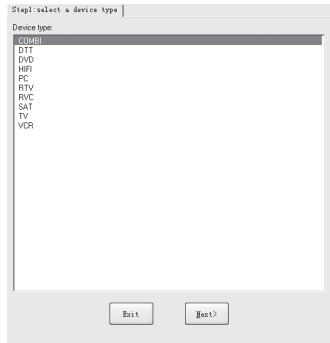 Step1:select a device type
Device type:
COMBI
DTT
DVD
HIFI
PC
RTV
RVC
SAT
TV
VCR
Exit
Next>